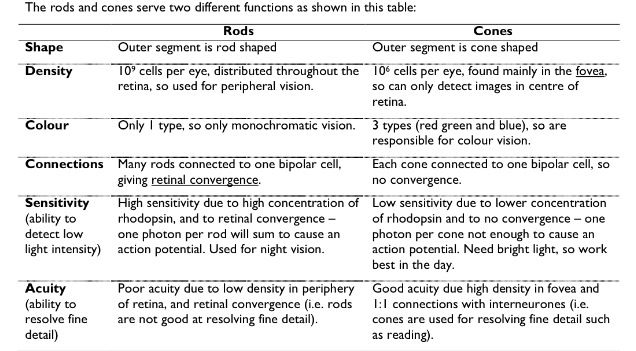 The rods and cones serve two different functions as shown in this table:
Rods Cones
Shape Outer segment is rod shaped Outer segment is cone shaped
Density 10⁹ cells per eye, distributed throughout the 10⁶ cells per eye, found mainly in the fovea,
retina, so used for peripheral vision. so can only detect images in centre of
retina.
Colour Only 1 type, so only monochromatic vision. 3 types (red green and blue), so are
responsible for colour vision.
Connections Many rods connected to one bipolar cell, Each cone connected to one bipolar cell, so
giving retinal convergence. no convergence.
Sensitivity High sensitivity due to high concentration of Low sensitivity due to lower concentration
(ability to rhodopsin, and to retinal convergence – of rhodopsin and to no convergence – one
detect low one photon per rod will sum to cause an photon per cone not enough to cause an
light intensity) action potential. Used for night vision. action potential. Need bright light, so work
best in the day.
Acuity Poor acuity due to low density in periphery Good acuity due high density in fovea and
(ability to of retina, and retinal convergence (i.e. rods 1:1 connections with interneurones (i.e.
resolve fine are not good at resolving fine detail). cones are used for resolving fine detail such
detail) as reading).